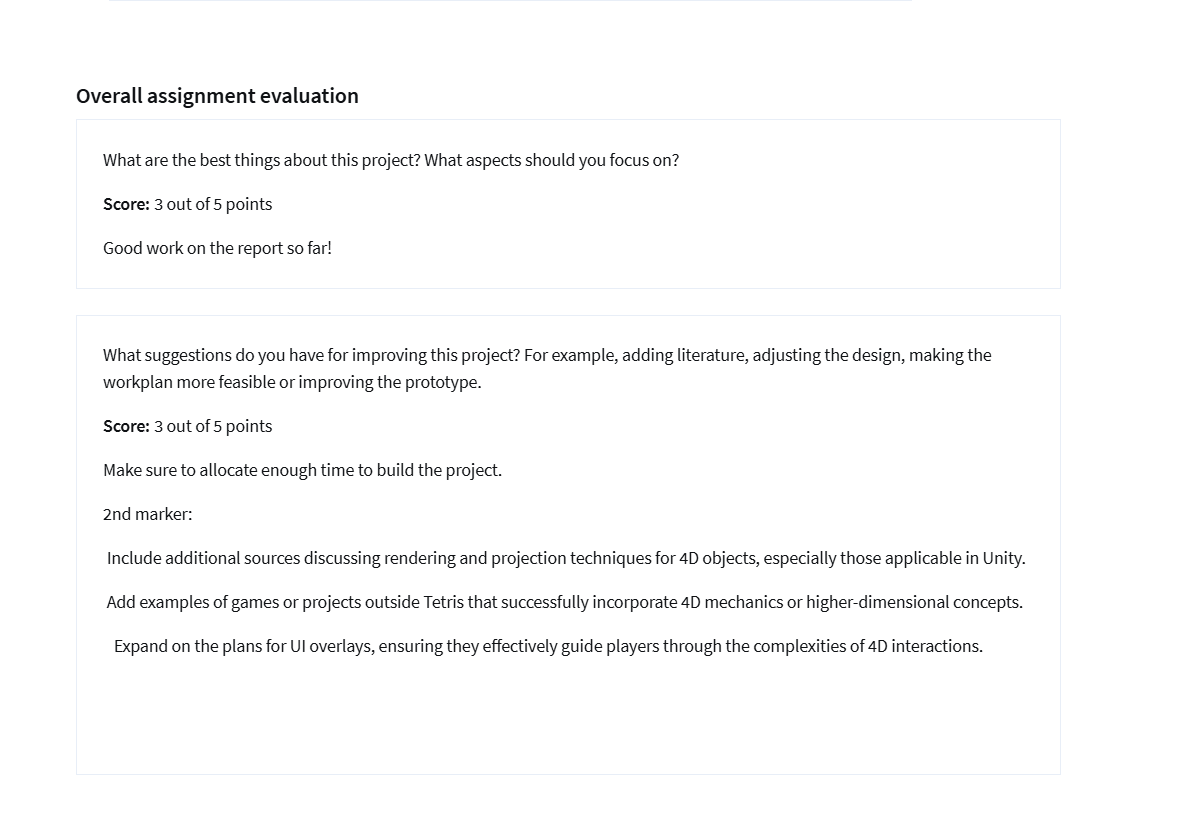 Overall assignment evaluation
What are the best things about this project? What aspects should you focus on?
Score: 3 out of 5 points
Good work on the report so far!
What suggestions do you have for improving this project? For example, adding literature, adjusting the design, making the
workplan more feasible or improving the prototype.
Score: 3 out of 5 points
Make sure to allocate enough time to build the project.
2nd marker:
Include additional sources discussing rendering and projection techniques for 4D objects, especially those applicable in Unity.
Add examples of games or projects outside Tetris that successfully incorporate 4D mechanics or higher-dimensional concepts.
Expand on the plans for UI overlays, ensuring they effectively guide players through the complexities of 4D interactions.